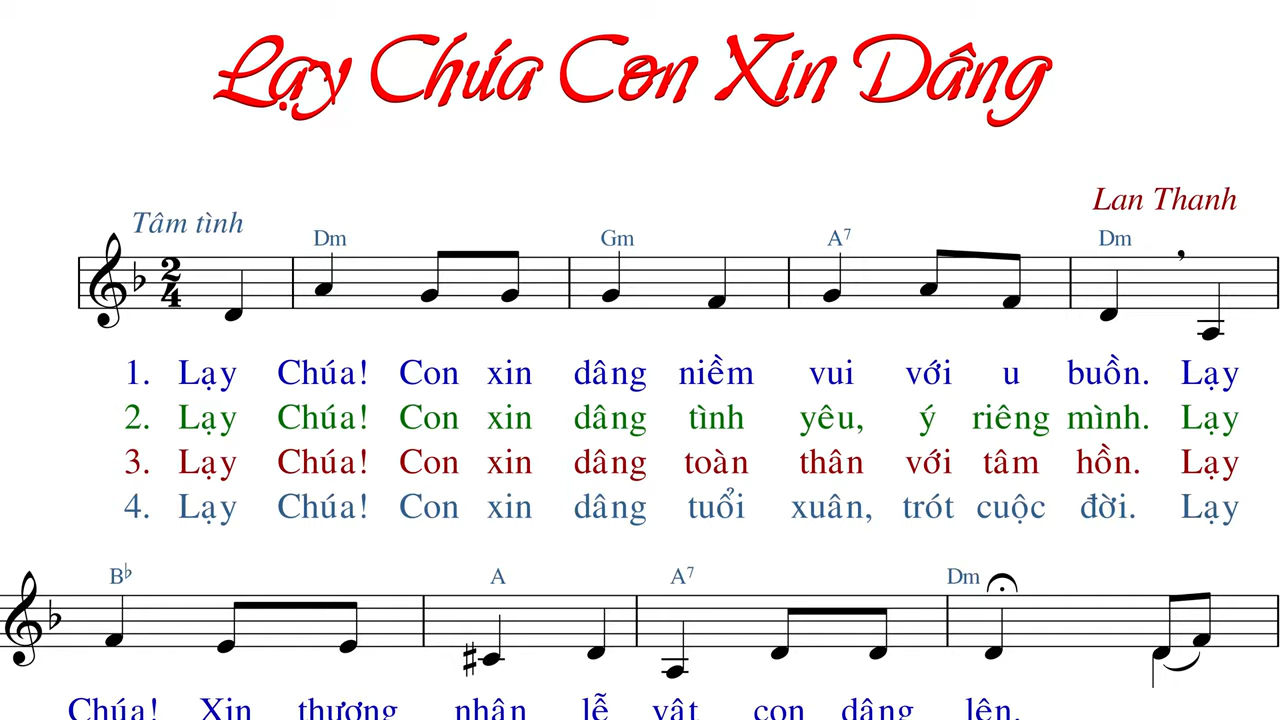 Lạy Chúa Con Xin Dâng
Lan Thanh
Tâm tình
Dm Gm A7 Dm
2
4
1. Lạy Chúa! Con xin dâng niềm vui với u buồn. Lạy
2. Lạy Chúa! Con xin dâng tình yêu, ý riêng mình. Lạy
3. Lạy Chúa! Con xin dâng toàn thân với tâm hồn. Lạy
4. Lạy Chúa! Con xin dâng tuổi xuân, trót cuộc đời. Lạy
B♭ A A7 Dm
Chúa! Xin thương nhận lễ vật con dâng lên.